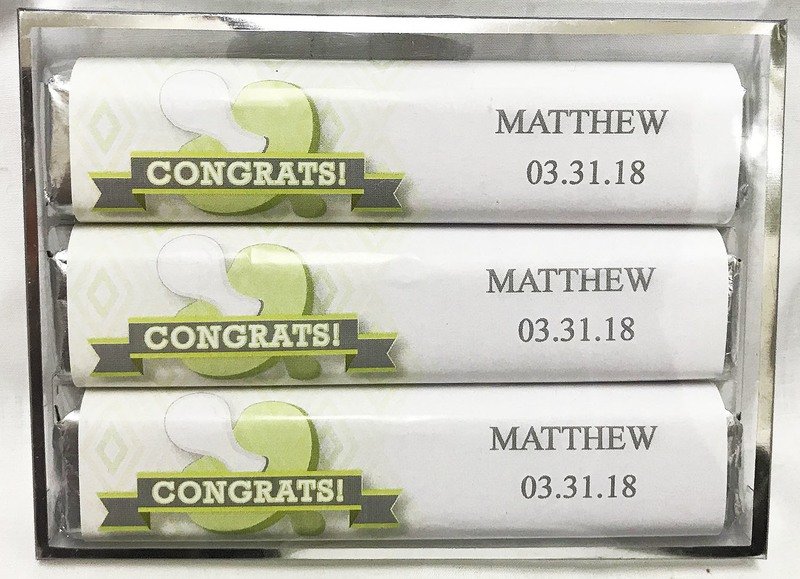 CONGRATS!
MATTHEW
03.31.18
CONGRATS!
MATTHEW
03.31.18
CONGRATS!
MATTHEW
03.31.18